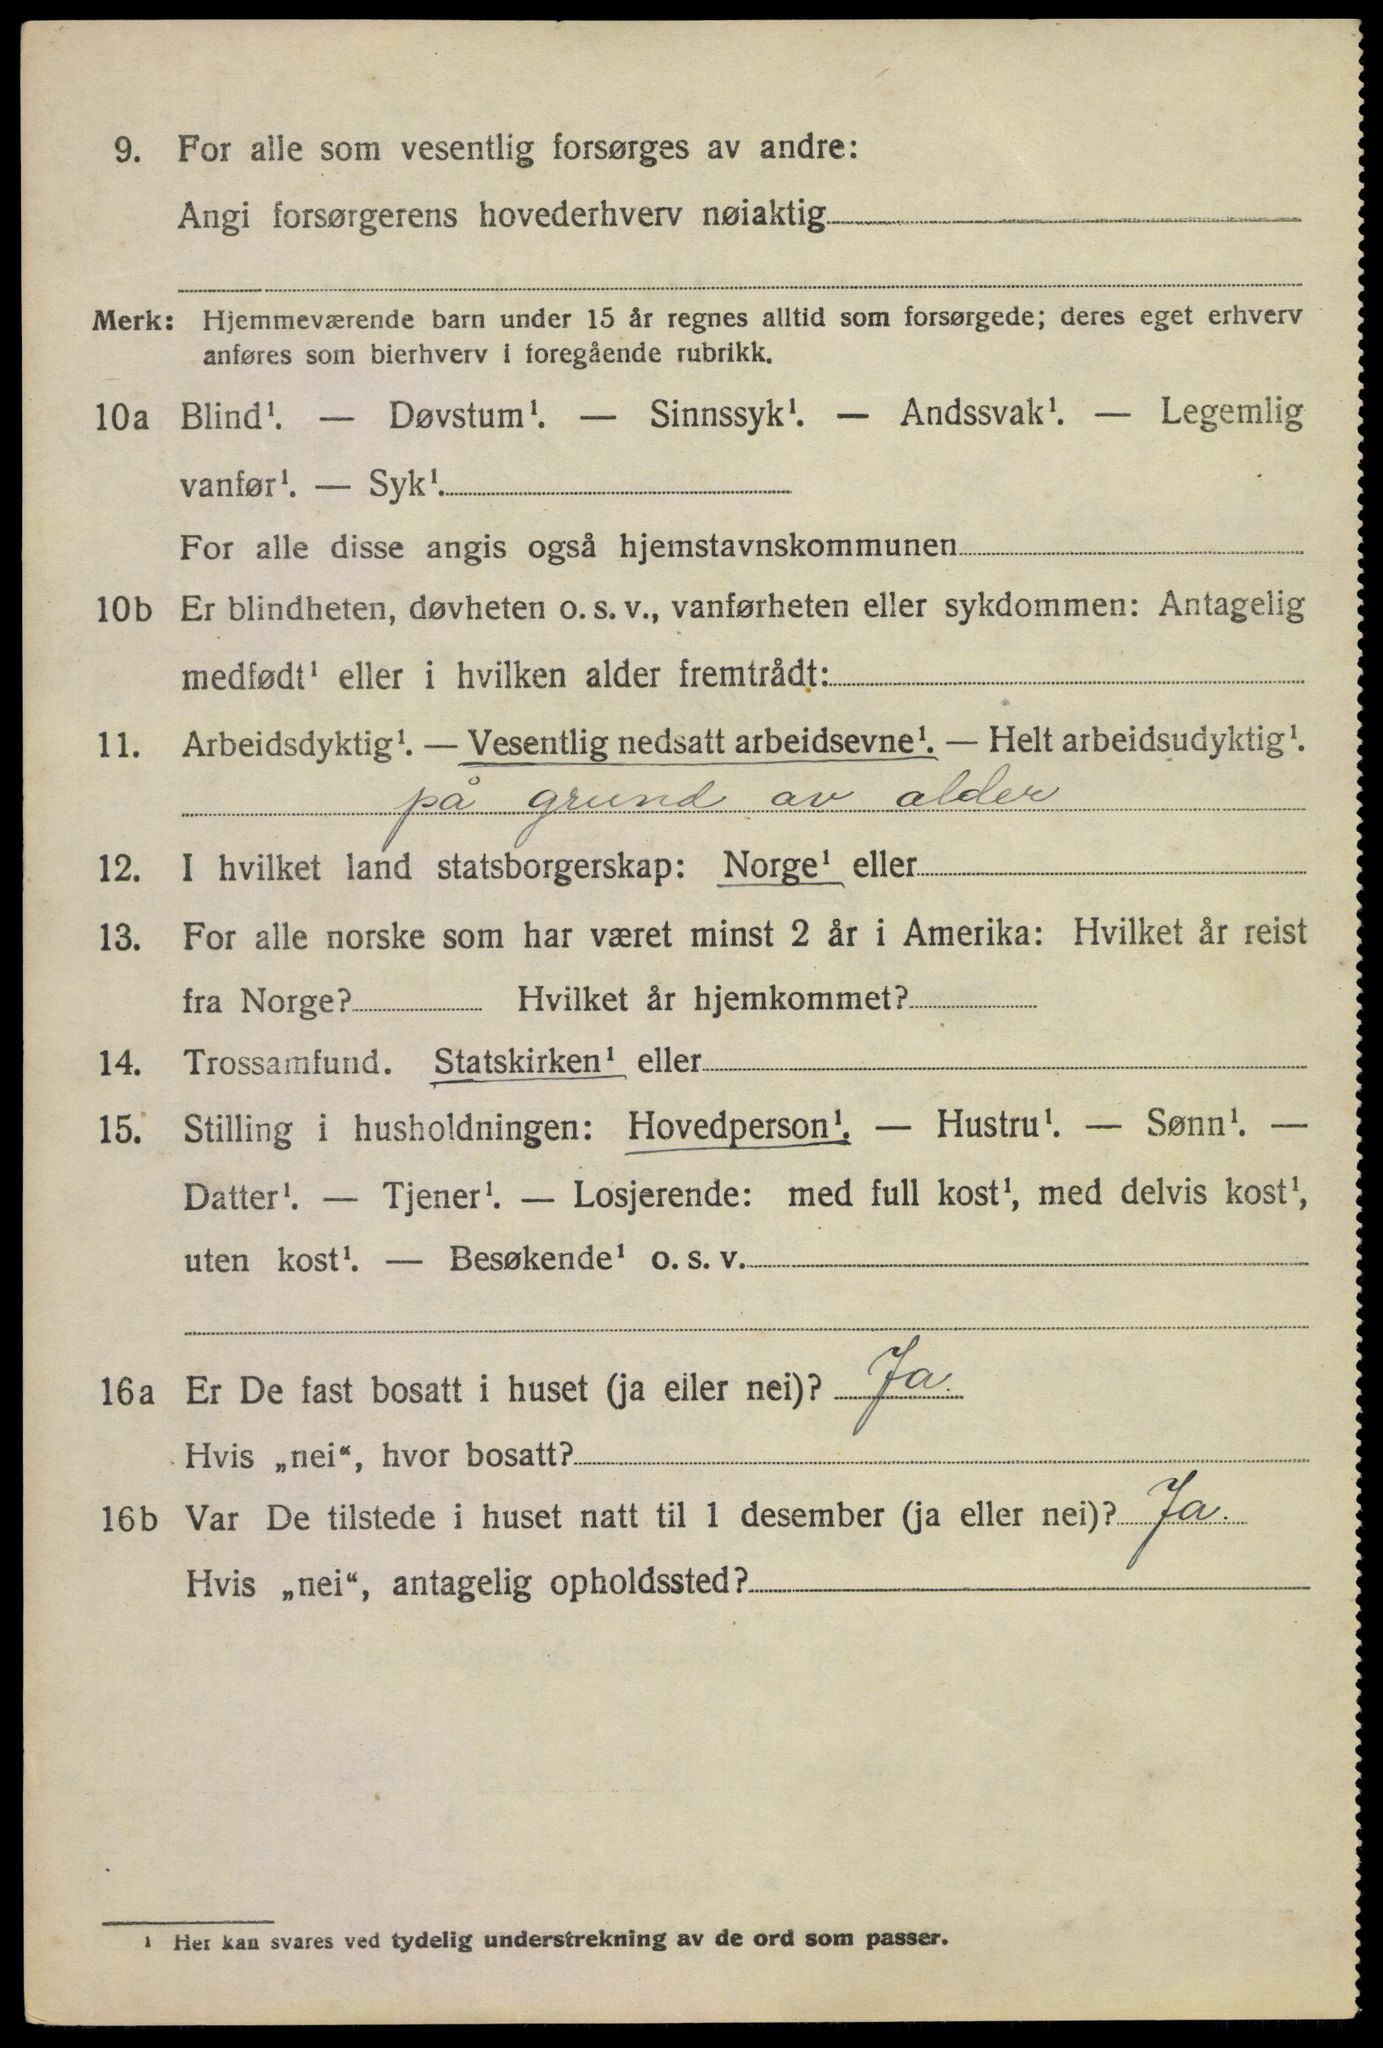 9. For alle som vesentlig forsørges av andre:
Angi forsørgerens hovederhverv nøiaktig
Merk: Hjemmeværende barn under 15 år regnes alltid som forsørgede; deres eget erhverv
anføres som bierhverv i foregående rubrikk.
10a Blind¹. — Døvstum¹. — Sinnssyk¹. — Andssvak¹. — Legemlig
vanfør¹. — Syk¹.
For alle disse angis også hjemstavnskommunen
10b Er blindheten, døvheten o. s. v., vanførheten eller sykdommen: Antagelig
medfødt¹ eller i hvilken alder fremtrådt:
11. Arbeidsdyktig¹. — Vesentlig nedsatt arbeidsevne¹. — Helt arbeidsudyktig¹.
på grund av alder
12. I hvilket land statsborgerskap: Norge¹ eller
13. For alle norske som har været minst 2 år i Amerika: Hvilket år reist
fra Norge? Hvilket år hjemkommet?
14. Trossamfund. Statskirken¹ eller
15. Stilling i husholdningen: Hovedperson¹. — Hustru¹. — Sønn¹. —
Datter¹. — Tjener¹. — Losjerende: med full kost¹, med delvis kost¹,
uten kost¹. — Besøkende¹ o. s. v.
16a Er De fast bosatt i huset (ja eller nei)? Ja.
Hvis „nei“, hvor bosatt?
16b Var De tilstede i huset natt til 1 desember (ja eller nei)? Ja.
Hvis „nei“, antagelig opholdssted?
¹ Her kan svares ved tydelig understrekning av de ord som passer.